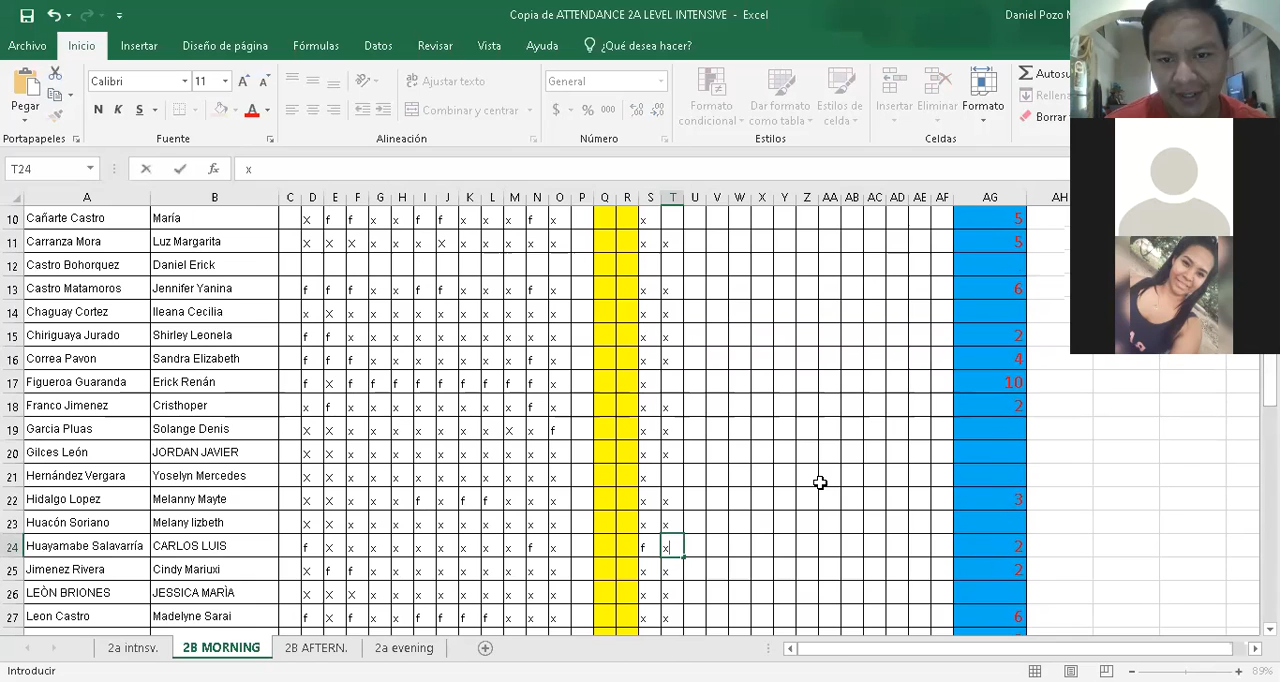 Copia de ATTENDANCE 2A LEVEL INTENSIVE - Excel Daniel Pozo
Archivo Inicio Insertar Diseño de página Fórmulas Datos Revisar Vista Ayuda ¿Qué desea hacer?
Pegar Calibri 11 Ajustar texto General Formato condicional Dar formato como tabla Estilos de celda Insertar Eliminar Formato Autosu
N K S A Combinar y centrar $ % 000 Rellena
Borrar
Portapapeles Fuente Alineación Número Estilos Celdas
T24 fx x
A B C D E F G H I J K L M N O P Q R S T U V W X Y Z AA AB AC AD AE AF AG AH
10 Cañarte Castro María X f f x x f f x x x f x x 5
11 Carranza Mora Luz Margarita X X X x x x X x x x x x x x 5
12 Castro Bohorquez Daniel Erick
13 Castro Matamoros Jennifer Yanina f f f x x f f x x x f x x x 6
14 Chaguay Cortez Ileana Cecilia x X x x x x x x x x x x x x
15 Chiriguaya Jurado Shirley Leonela f f x x x x x x x x x x x x 2
16 Correa Pavon Sandra Elizabeth f f f x x x x x x x f x x x 4
17 Figueroa Guaranda Erick Renán f X f f f f f f f f f x x 10
18 Franco Jimenez Cristhoper x f x x x x x x x x f x x x 2
19 Garcia Pluas Solange Denis X X x x x x x x x X x f x x
20 Gilces León JORDAN JAVIER X X x x x x x x x x x x x x
21 Hernández Vergara Yoselyn Mercedes X X x x x x x x x x x x x
22 Hidalgo Lopez Melanny Mayte X X x x x f x f f x x x x x 3
23 Huacón Soriano Melany lizbeth X X x x x x x x x x x x x x
24 Huayamabe Salavarría CARLOS LUIS f X x x x x x x x x f x f x 2
25 Jimenez Rivera Cindy Mariuxi X f f x x x x x x x x x x x 2
26 LEÒN BRIONES JESSICA MARÌA X X X x x x x x x x x x x x
27 Leon Castro Madelyne Sarai f X f x x f f f f x x x x x 6
2a intnsv. 2B MORNING 2B AFTERN. 2a evening
Introducir 89%